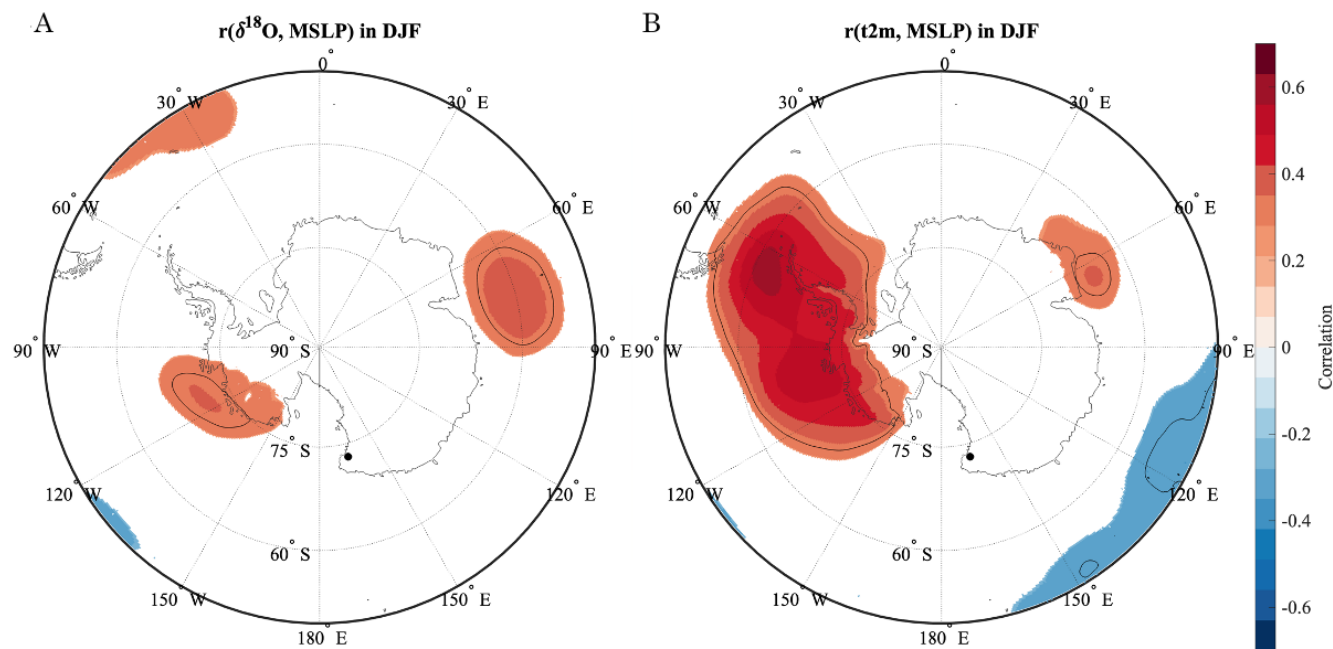 A
r(δ¹⁸O, MSLP) in DJF
0°
30° W
30° E
60° W
60° E
90° W
90° S
90° E
75° S
120° W
120° E
60° S
150° W
150° E
180° E
B
r(t2m, MSLP) in DJF
0°
30° W
30° E
60° W
60° E
90° W
90° S
90° E
75° S
120° W
120° E
60° S
150° W
150° E
180° E
0.6
0.4
0.2
0
-0.2
-0.4
-0.6
Correlation